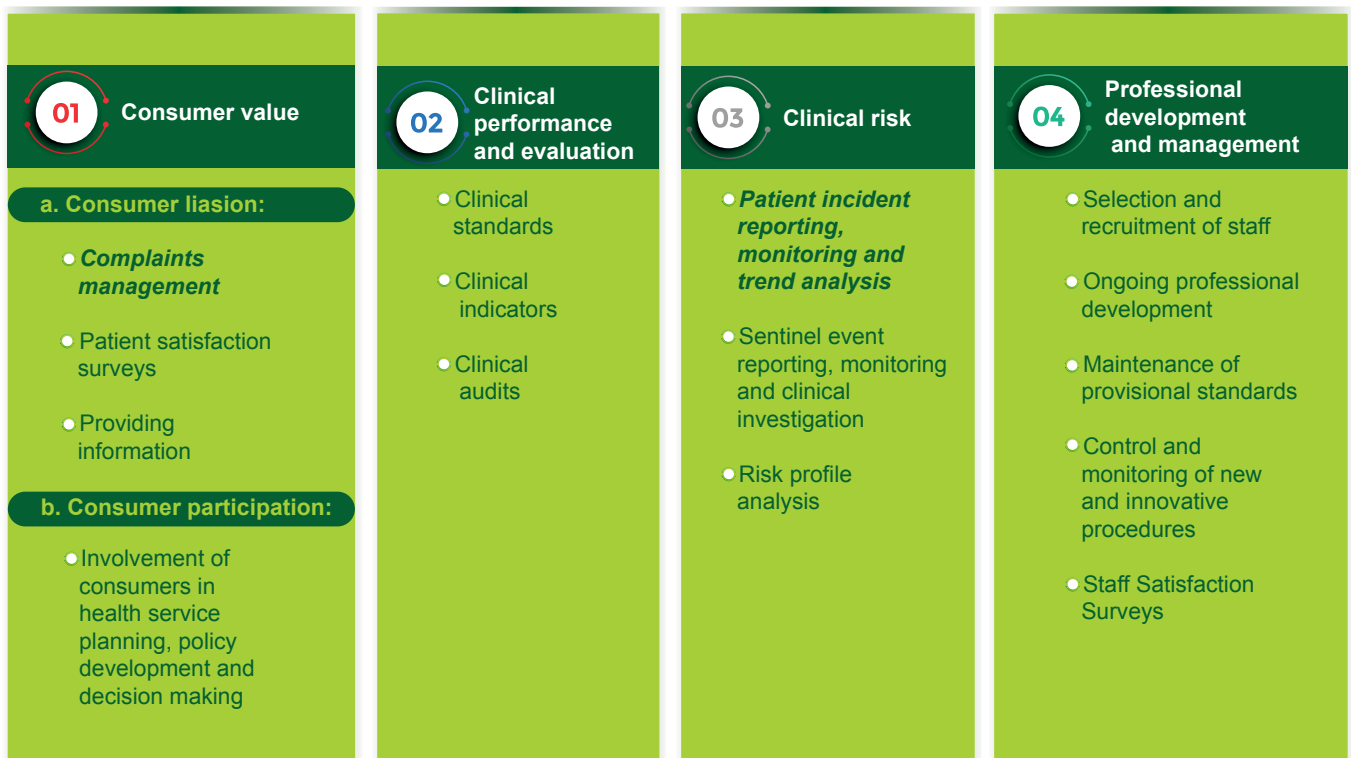 01
Consumer value
a. Consumer liasion:
Complaints
management
Patient satisfaction
surveys
Providing
information
b. Consumer participation:
Involvement of
consumers in
health service
planning, policy
development and
decision making
02
Clinical
performance
and evaluation
Clinical
standards
Clinical
indicators
Clinical
audits
03
Clinical risk
Patient incident
reporting,
monitoring and
trend analysis
Sentinel event
reporting, monitoring
and clinical
investigation
Risk profile
analysis
04
Professional
development
and management
Selection and
recruitment of staff
Ongoing professional
development
Maintenance of
provisional standards
Control and
monitoring of new
and innovative
procedures
Staff Satisfaction
Surveys